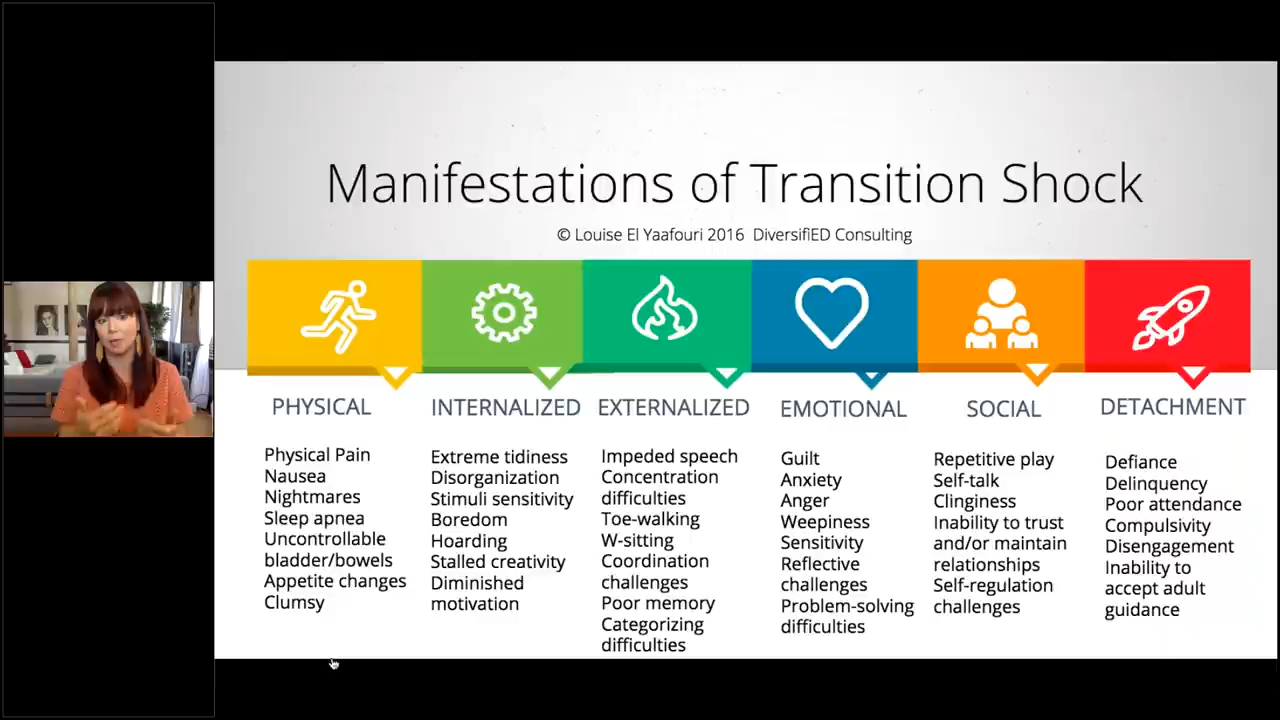 Manifestations of Transition Shock
© Louise El Yaafouri 2016 DiversifiED Consulting
PHYSICAL
Physical Pain
Nausea
Nightmares
Sleep apnea
Uncontrollable
bladder/bowels
Appetite changes
Clumsy
INTERNALIZED
Extreme tidiness
Disorganization
Stimuli sensitivity
Boredom
Hoarding
Stalled creativity
Diminished
motivation
EXTERNALIZED
Impeded speech
Concentration
difficulties
Toe-walking
W-sitting
Coordination
challenges
Poor memory
Categorizing
difficulties
EMOTIONAL
Guilt
Anxiety
Anger
Weepiness
Sensitivity
Reflective
challenges
Problem-solving
difficulties
SOCIAL
Repetitive play
Self-talk
Clinginess
Inability to trust
and/or maintain
relationships
Self-regulation
challenges
DETACHMENT
Defiance
Delinquency
Poor attendance
Compulsivity
Disengagement
Inability to
accept adult
guidance